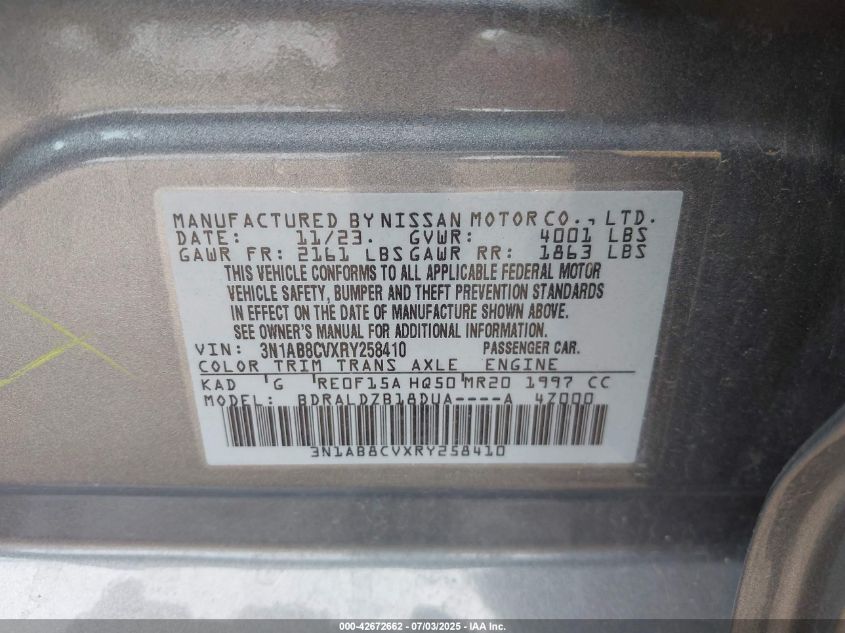 MANUFACTURED BY NISSAN MOTOR CO., LTD.
DATE: 11/23. GVWR: 4001 LBS
GAWR FR: 2161 LBS GAWR RR: 1863 LBS
THIS VEHICLE CONFORMS TO ALL APPLICABLE FEDERAL MOTOR
VEHICLE SAFETY, BUMPER AND THEFT PREVENTION STANDARDS
IN EFFECT ON THE DATE OF MANUFACTURE SHOWN ABOVE.
SEE OWNER'S MANUAL FOR ADDITIONAL INFORMATION.
VIN: 3N1AB8CVXRY258410 PASSENGER CAR.
COLOR TRIM TRANS AXLE ENGINE
KAD G RE0F15A HQ50 MR20 1997 CC
MODEL: BDRALDZB18DUA----A 4Z000
3N1AB8CVXRY258410
000-42672662 - 07/03/2025 - IAA Inc.